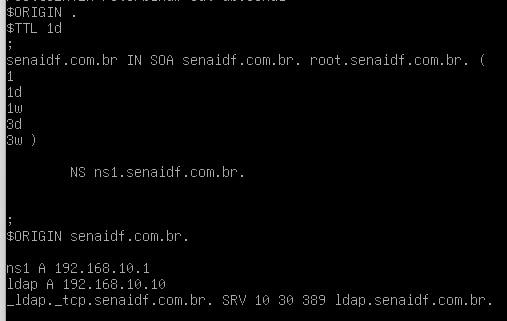 $ORIGIN .
$TTL 1d
;
senaidf.com.br IN SOA senaidf.com.br. root.senaidf.com.br. (
1
1d
1w
3d
3w )
NS ns1.senaidf.com.br.
;
$ORIGIN senaidf.com.br.
ns1 A 192.168.10.1
ldap A 192.168.10.10
_ldap._tcp.senaidf.com.br. SRV 10 30 389 ldap.senaidf.com.br.